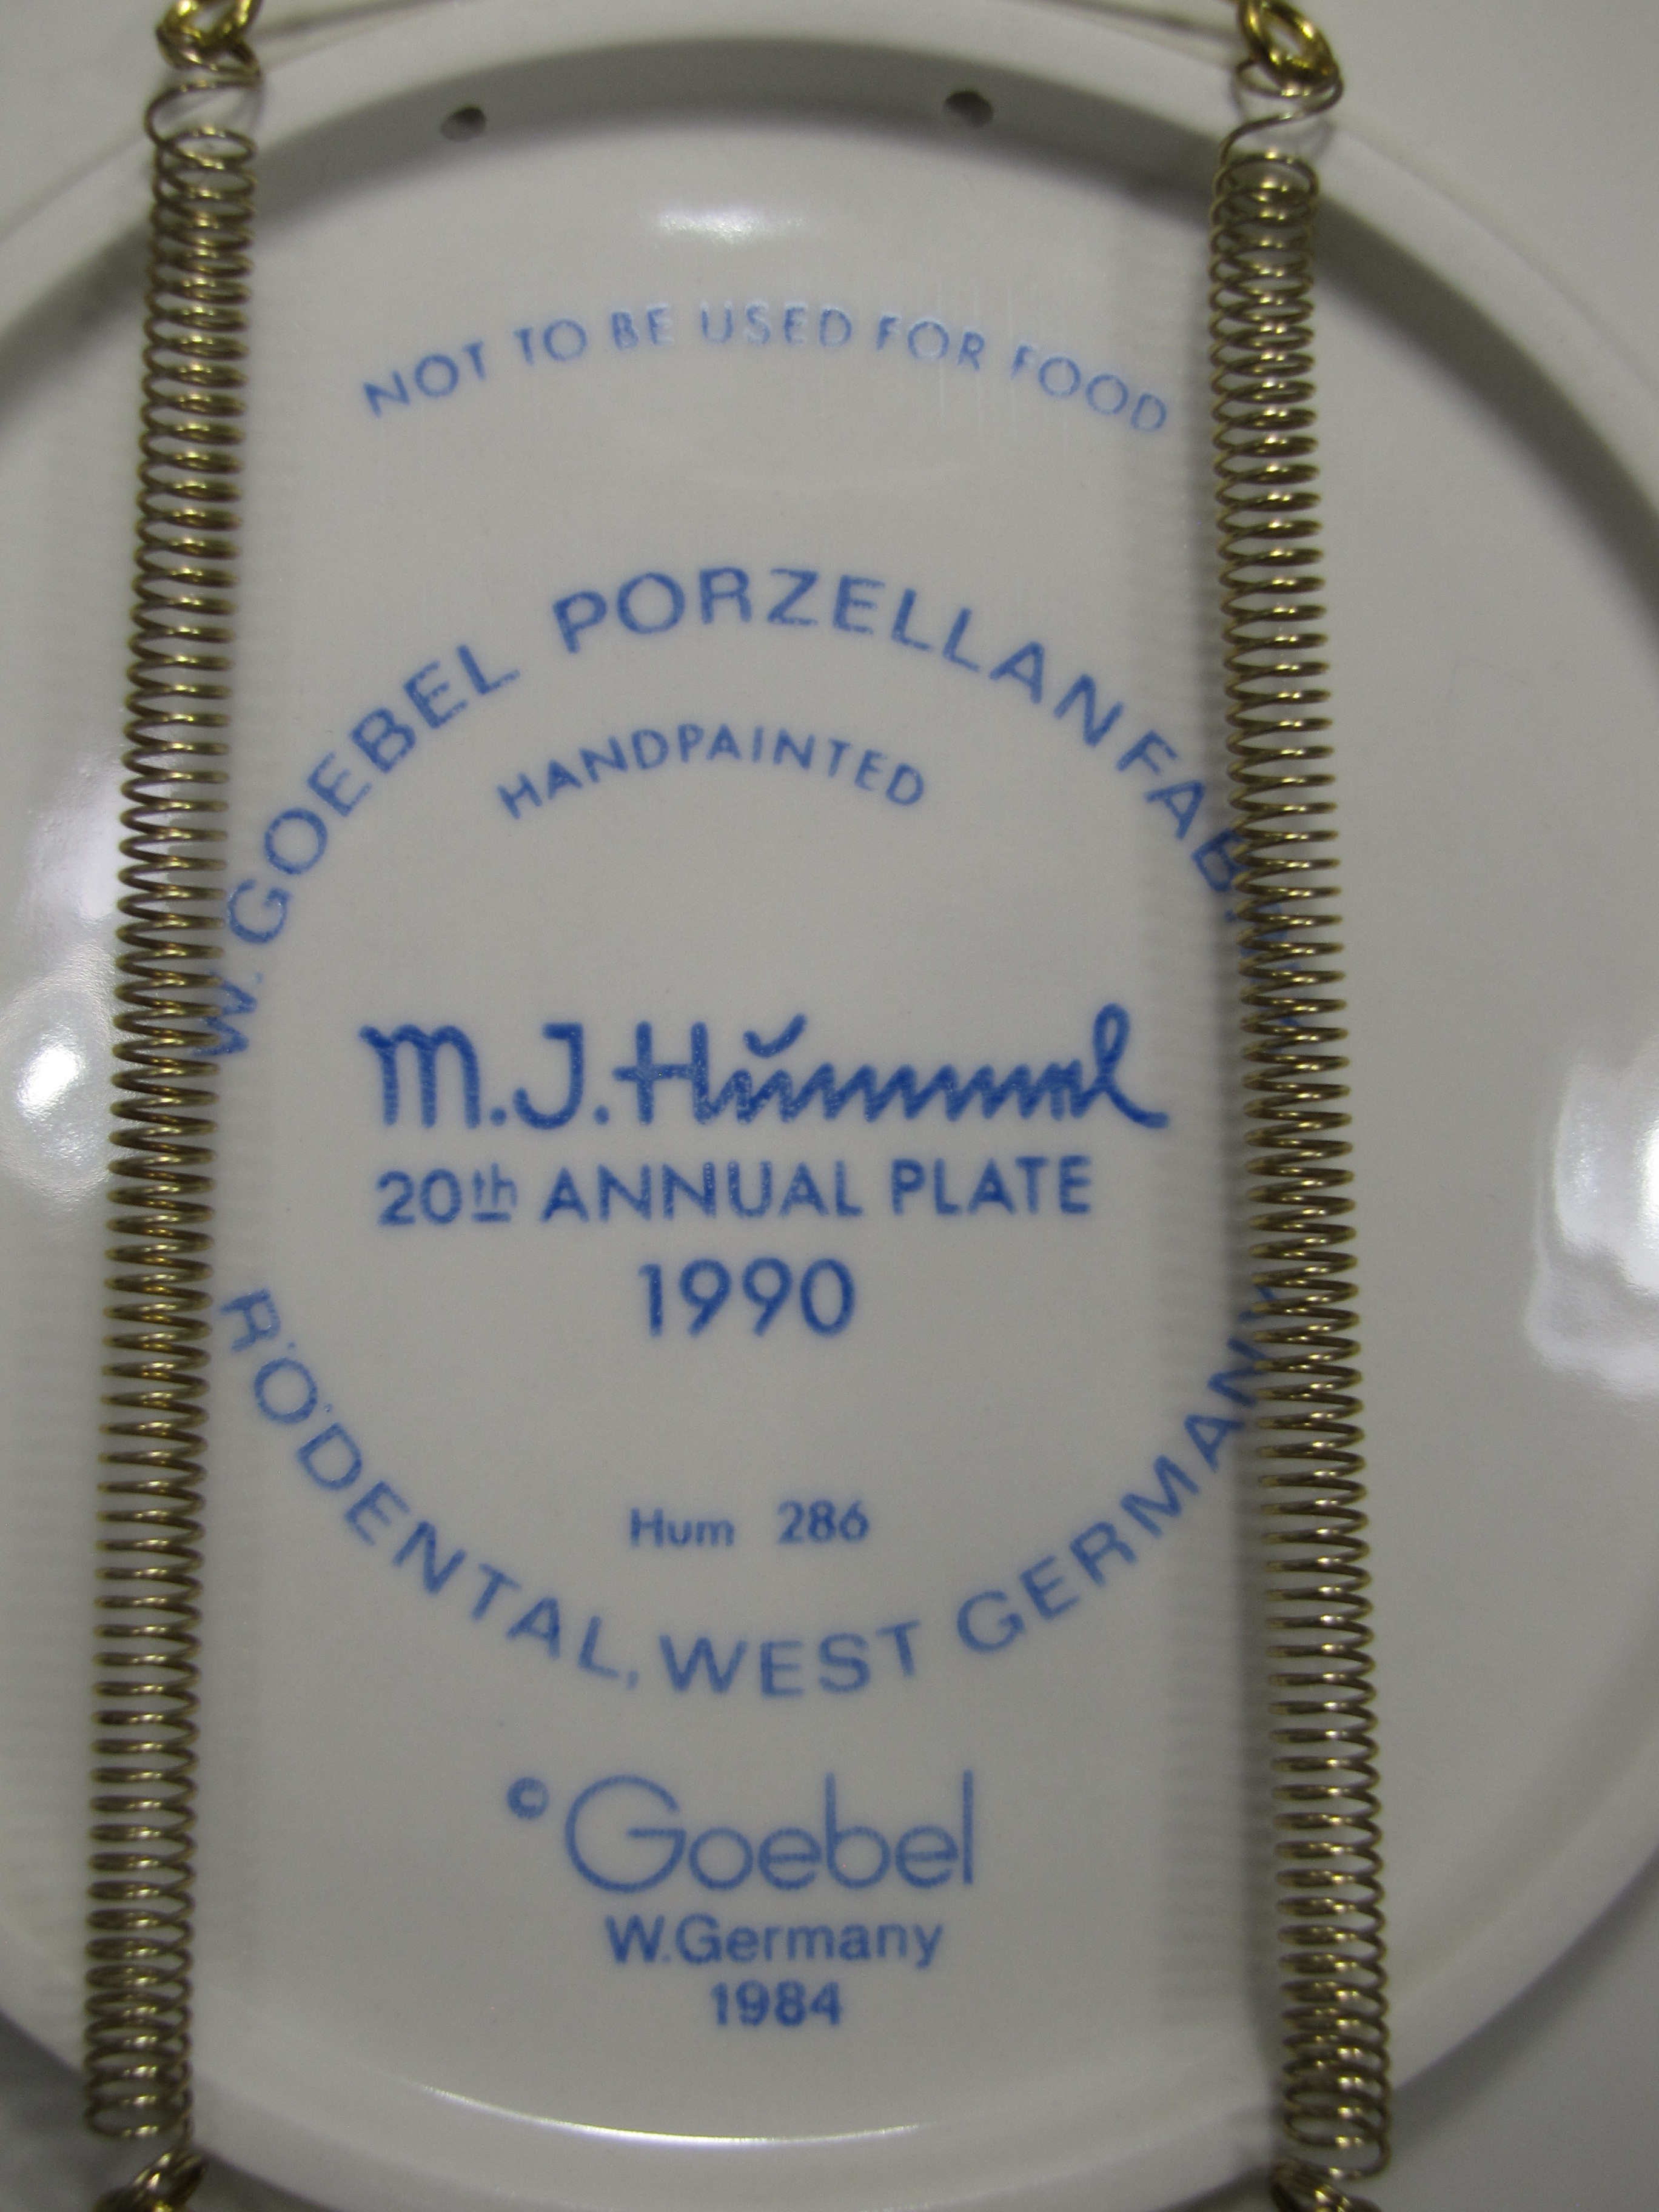 NOT TO BE USED FOR FOOD
W. GOEBEL PORZELLANFAB
HANDPAINTED
M.J.Hummel
20th ANNUAL PLATE
1990
Hum 286
RÖDENTAL, WEST GERMANY
© Goebel
W.Germany
1984